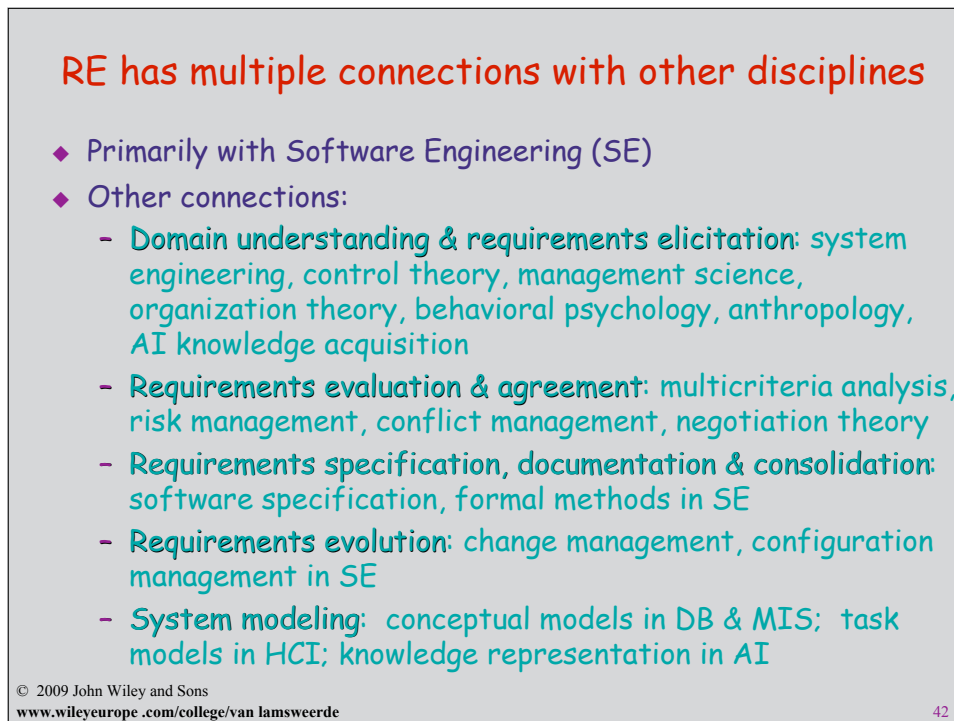 RE has multiple connections with other disciplines
◆ Primarily with Software Engineering (SE)
◆ Other connections:
– Domain understanding & requirements elicitation: system
engineering, control theory, management science,
organization theory, behavioral psychology, anthropology,
AI knowledge acquisition
– Requirements evaluation & agreement: multicriteria analysis,
risk management, conflict management, negotiation theory
– Requirements specification, documentation & consolidation:
software specification, formal methods in SE
– Requirements evolution: change management, configuration
management in SE
– System modeling: conceptual models in DB & MIS; task
models in HCI; knowledge representation in AI
© 2009 John Wiley and Sons
www.wileyeurope .com/college/van lamsweerde 42